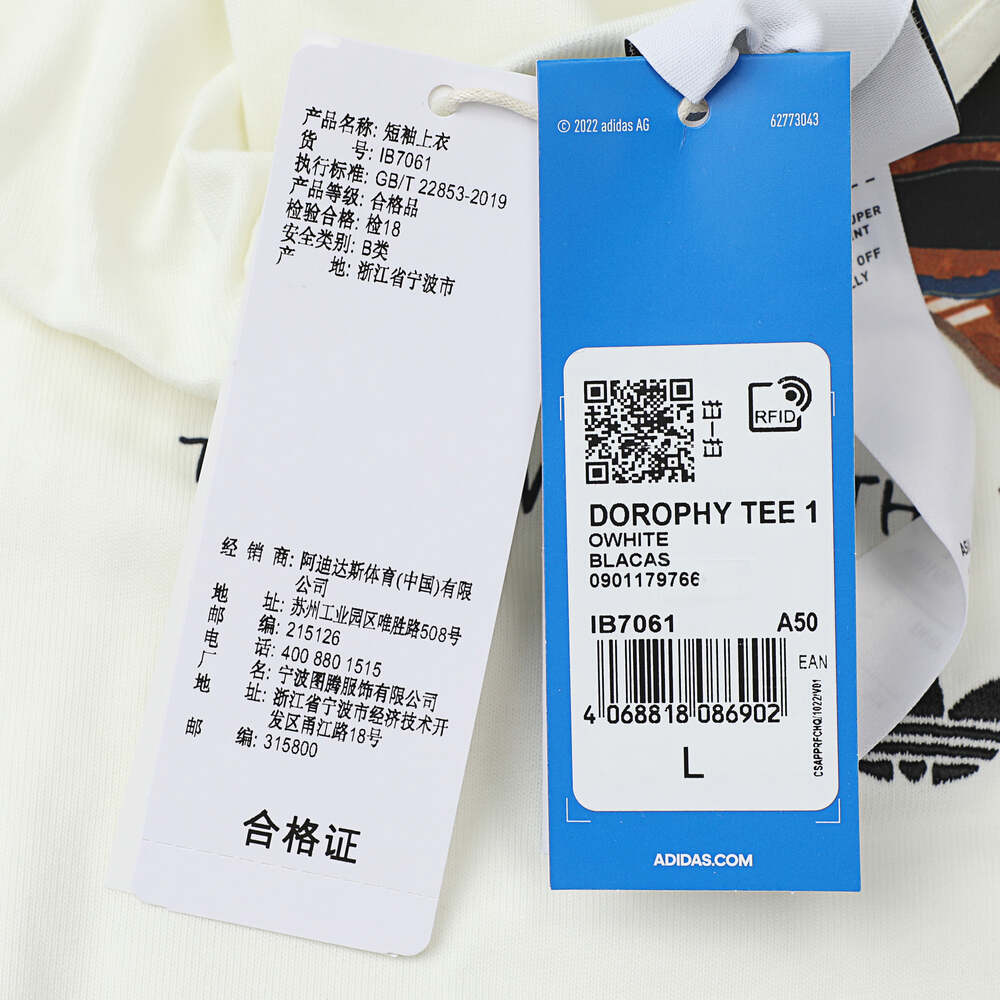 产品名称: 短袖上衣
货 号: IB7061
执行标准: GB/T 22853-2019
产品等级: 合格品
检验合格: 检18
安全类别: B类
产 地: 浙江省宁波市
经 销 商: 阿迪达斯体育(中国)有限
公司
地 址: 苏州工业园区唯胜路508号
邮 编: 215126
电 话: 400 880 1515
厂 名: 宁波图腾服饰有限公司
地 址: 浙江省宁波市经济技术开
发区甬江路18号
邮 编: 315800
合格证
© 2022 adidas AG
62773043
扫一扫
RFID
DOROPHY TEE 1
OWHITE
BLACAS
0901179766
IB7061 A50
EAN
4 068818 086902
L
CSAPPRFCHQ/1022/V01
ADIDAS.COM
OFF